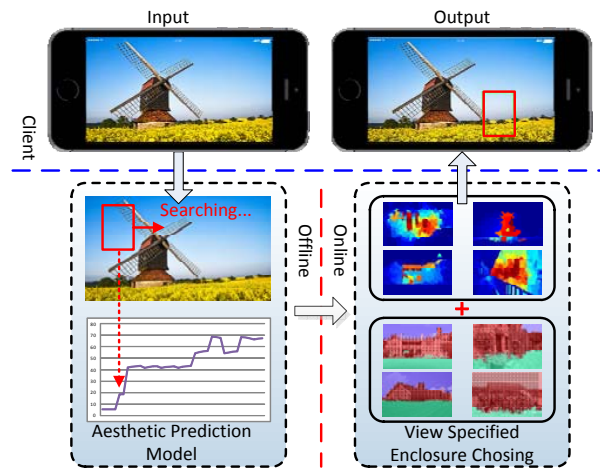 Input
Output
Client
Searching...
Offline
Online
80
70
60
50
40
30
20
10
0
+
Aesthetic Prediction
Model
View Specified
Enclosure Chosing